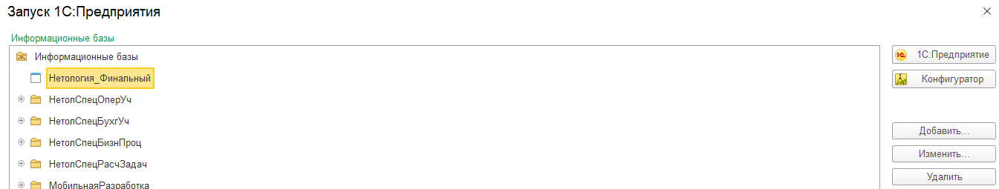 Запуск 1С:Предприятия
Информационные базы
Информационные базы
Нетология_Финальный
НетолСпецОперУч
НетолСпецБухгУч
НетолСпецБизнПроц
НетолСпецРасчЗадач
МобильнаяРазработка
1С:Предприятие
Конфигуратор
Добавить...
Изменить...
Удалить